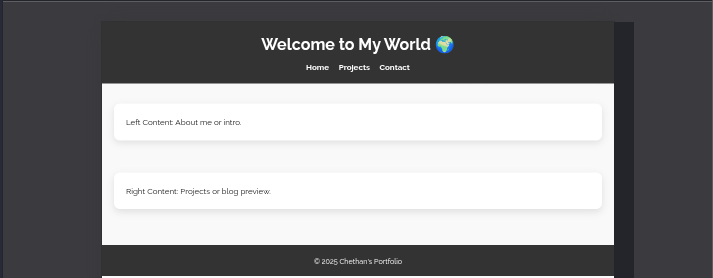 Welcome to My World 🌍
Home Projects Contact
Left Content: About me or intro.
Right Content: Projects or blog preview.
© 2025 Chethan's Portfolio